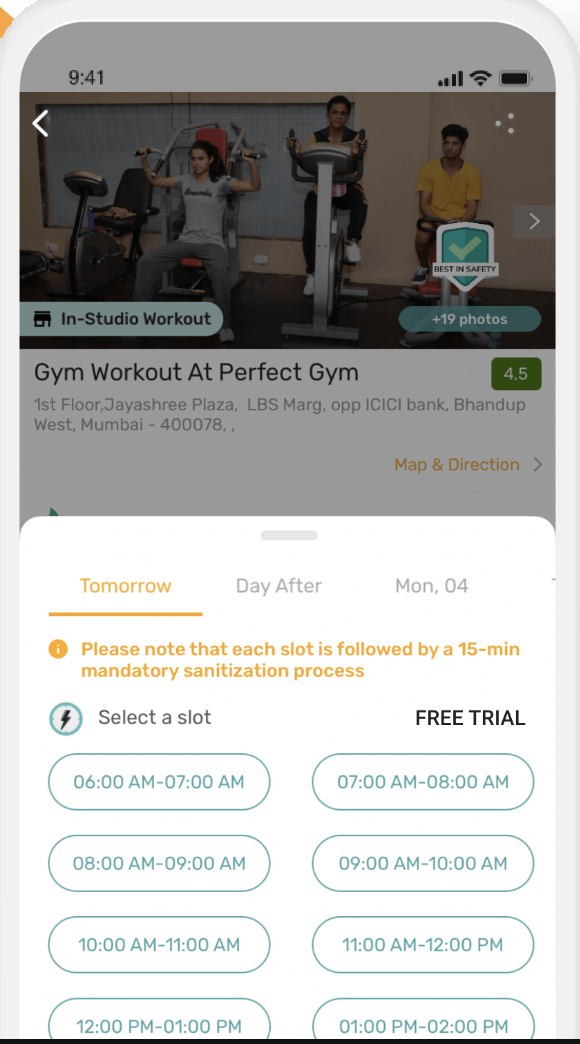 9:41
BEST IN SAFETY
In-Studio Workout
+19 photos
Gym Workout At Perfect Gym
4.5
1st Floor,Jayashree Plaza, LBS Marg, opp ICICI bank, Bhandup
West, Mumbai - 400078, ,
Map & Direction
Tomorrow Day After Mon, 04
Please note that each slot is followed by a 15-min
mandatory sanitization process
Select a slot FREE TRIAL
06:00 AM-07:00 AM 07:00 AM-08:00 AM
08:00 AM-09:00 AM 09:00 AM-10:00 AM
10:00 AM-11:00 AM 11:00 AM-12:00 PM
12:00 PM-01:00 PM 01:00 PM-02:00 PM